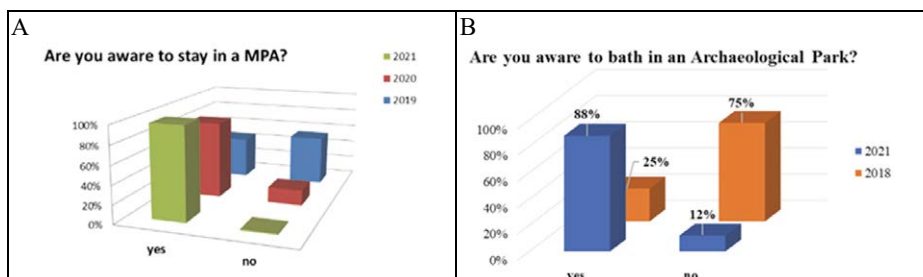 A
Are you aware to stay in a MPA?
2021
2020
2019
100%
80%
60%
40%
20%
0%
yes
no
B
Are you aware to bath in an Archaeological Park?
88%
75%
25%
12%
100%
80%
60%
40%
20%
0%
2021
2018
yes
no